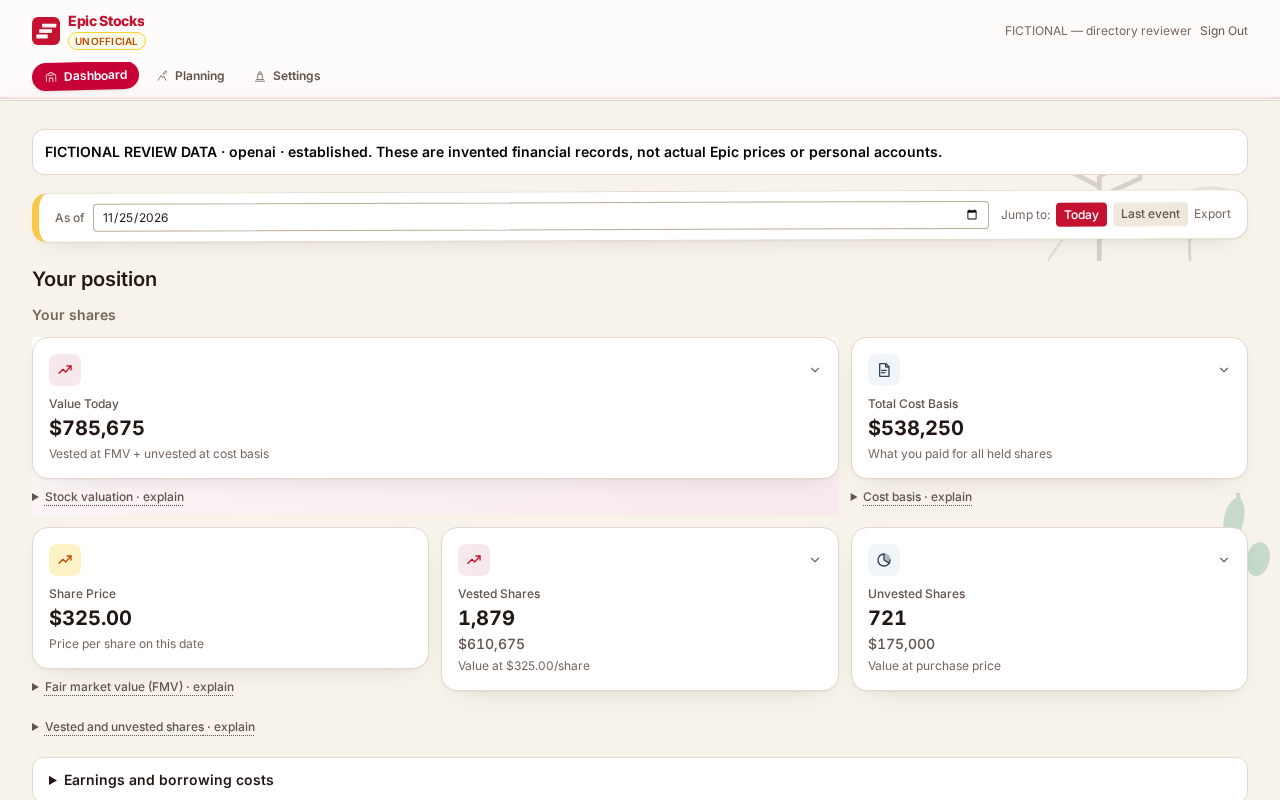 Epic Stocks
UNOFFICIAL
FICTIONAL — directory reviewer Sign Out
Dashboard Planning Settings
FICTIONAL REVIEW DATA · openai · established. These are invented financial records, not actual Epic prices or personal accounts.
As of 11/25/2026 Jump to: Today Last event Export
Your position
Your shares
Value Today
$785,675
Vested at FMV + unvested at cost basis
Stock valuation · explain
Total Cost Basis
$538,250
What you paid for all held shares
Cost basis · explain
Share Price
$325.00
Price per share on this date
Fair market value (FMV) · explain
Vested Shares
1,879
$610,675
Value at $325.00/share
Unvested Shares
721
$175,000
Value at purchase price
Vested and unvested shares · explain
Earnings and borrowing costs